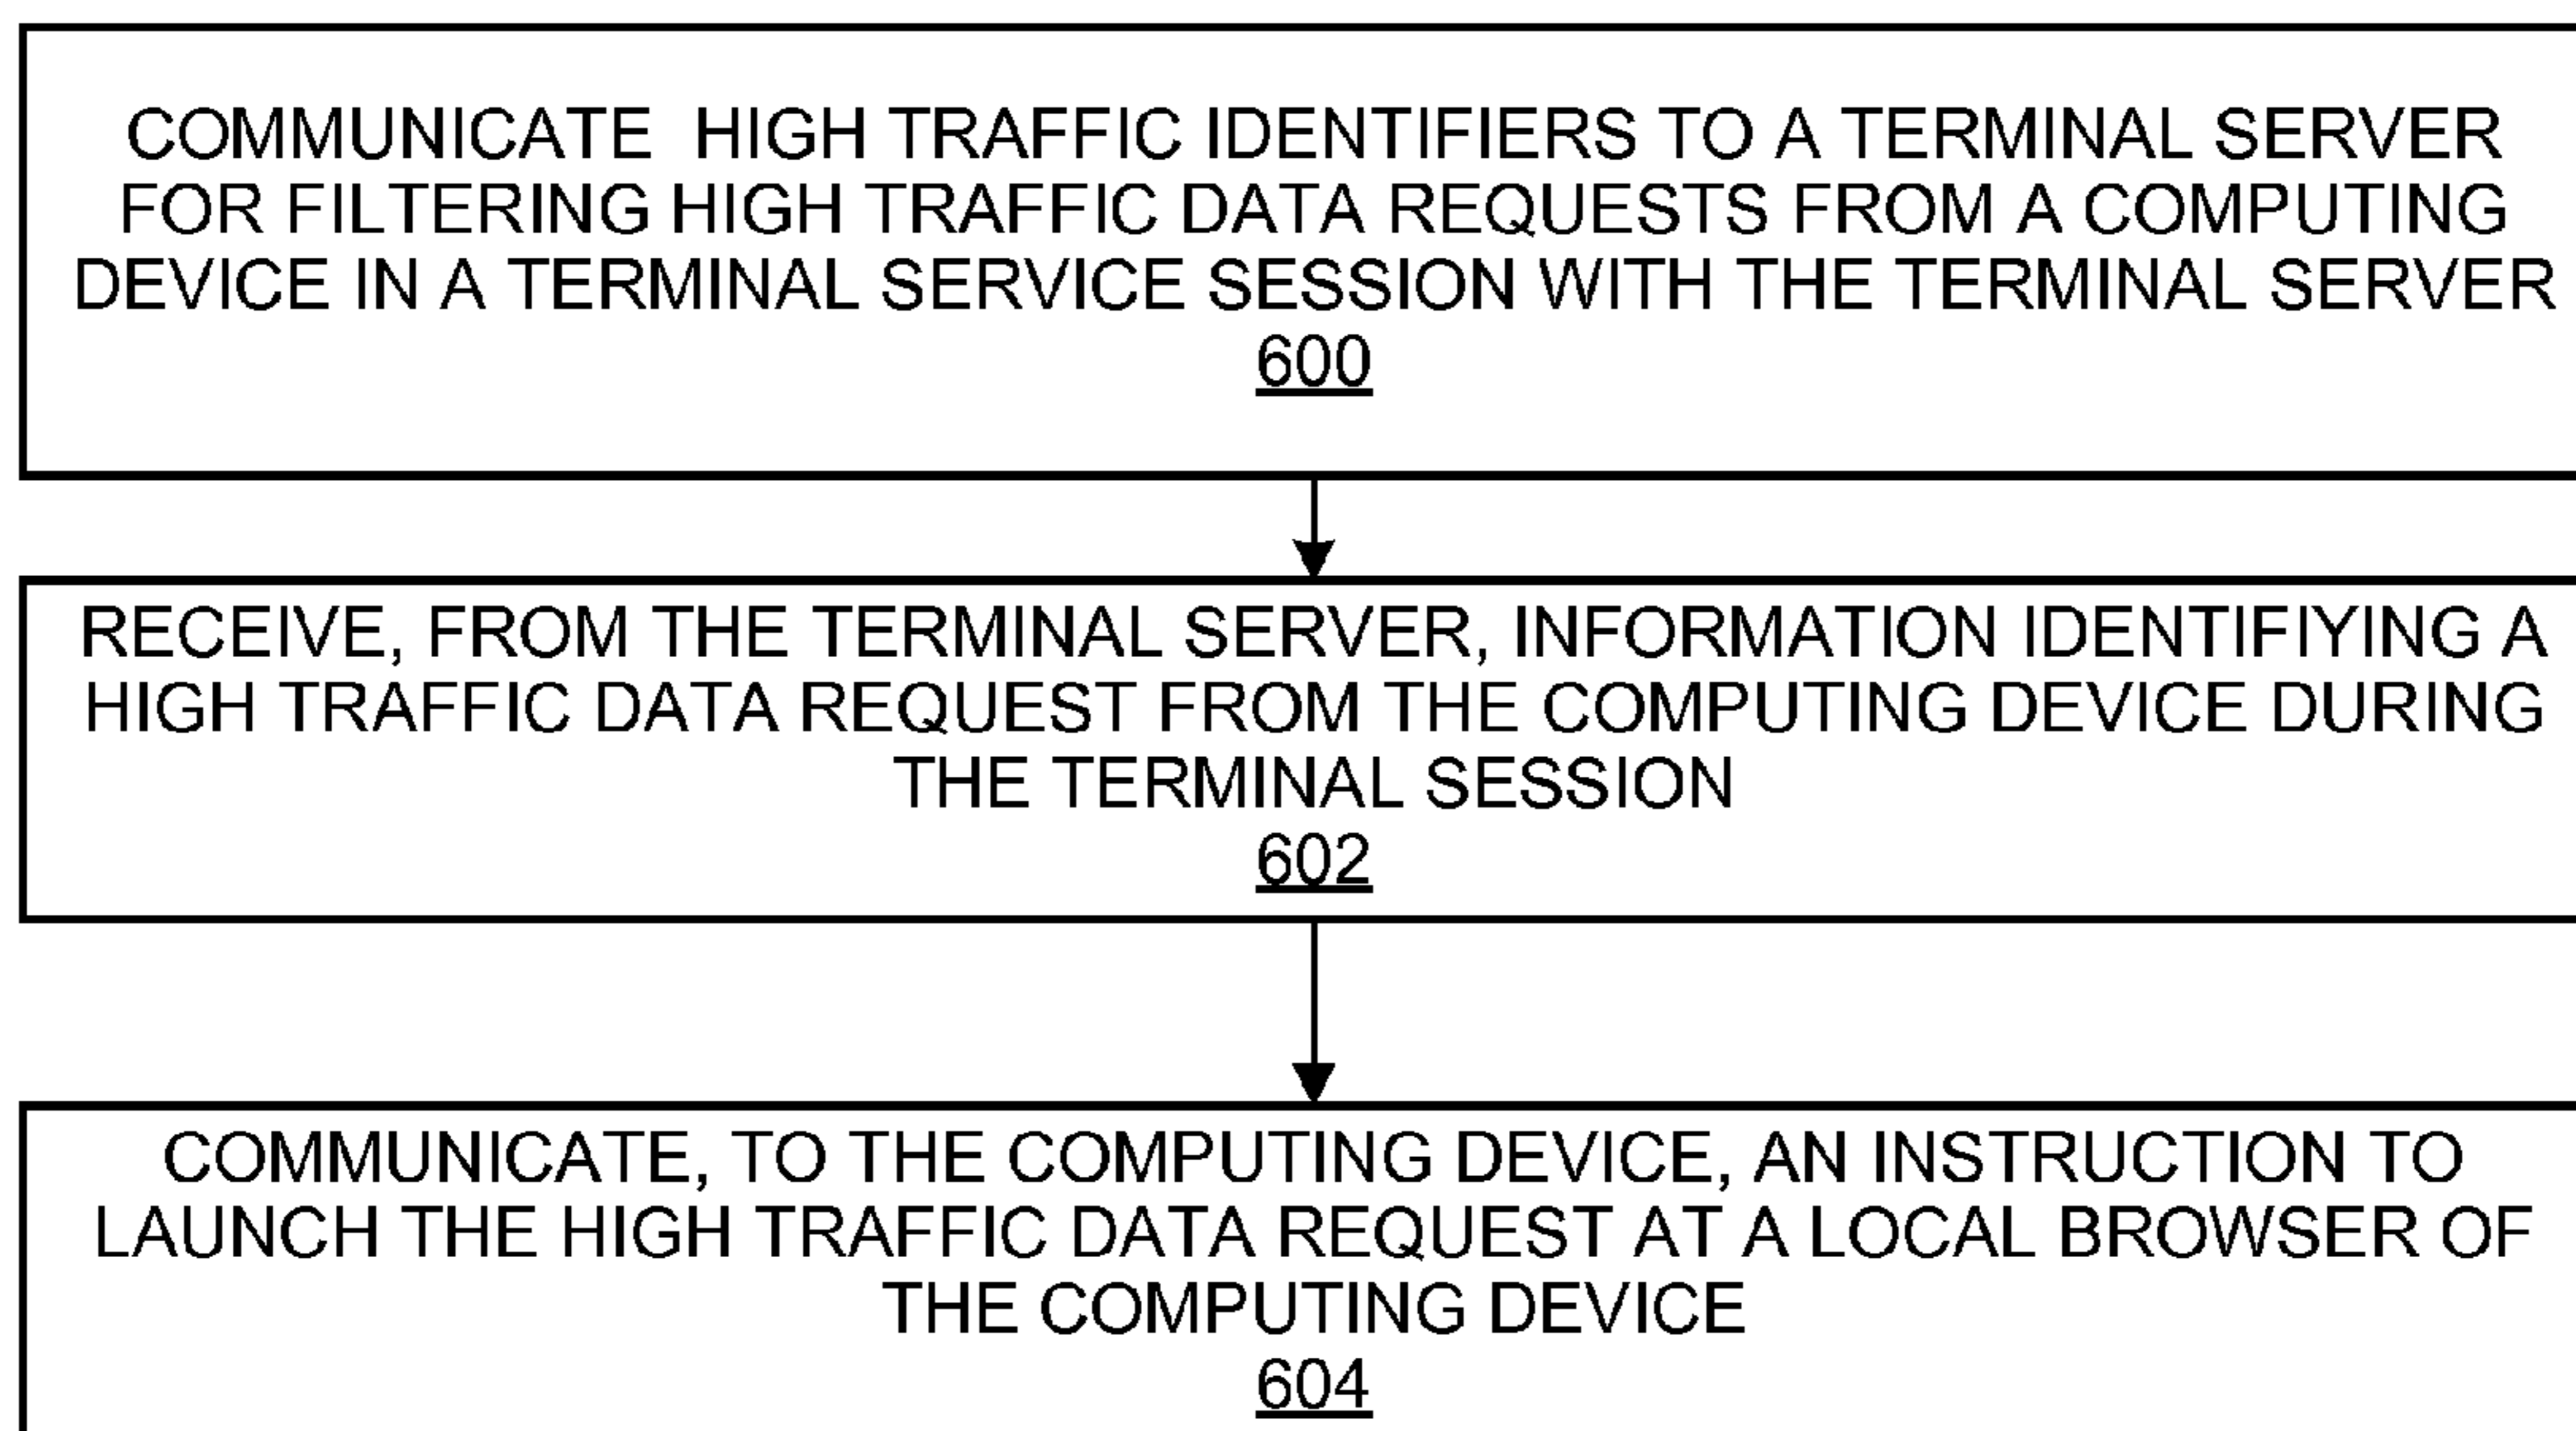 COMMUNICATE HIGH TRAFFIC IDENTIFIERS TO A TERMINAL SERVER
FOR FILTERING HIGH TRAFFIC DATA REQUESTS FROM A COMPUTING
DEVICE IN A TERMINAL SERVICE SESSION WITH THE TERMINAL SERVER
600
RECEIVE, FROM THE TERMINAL SERVER, INFORMATION IDENTIFIYING A
HIGH TRAFFIC DATA REQUEST FROM THE COMPUTING DEVICE DURING
THE TERMINAL SESSION
602
COMMUNICATE, TO THE COMPUTING DEVICE, AN INSTRUCTION TO
LAUNCH THE HIGH TRAFFIC DATA REQUEST AT A LOCAL BROWSER OF
THE COMPUTING DEVICE
604